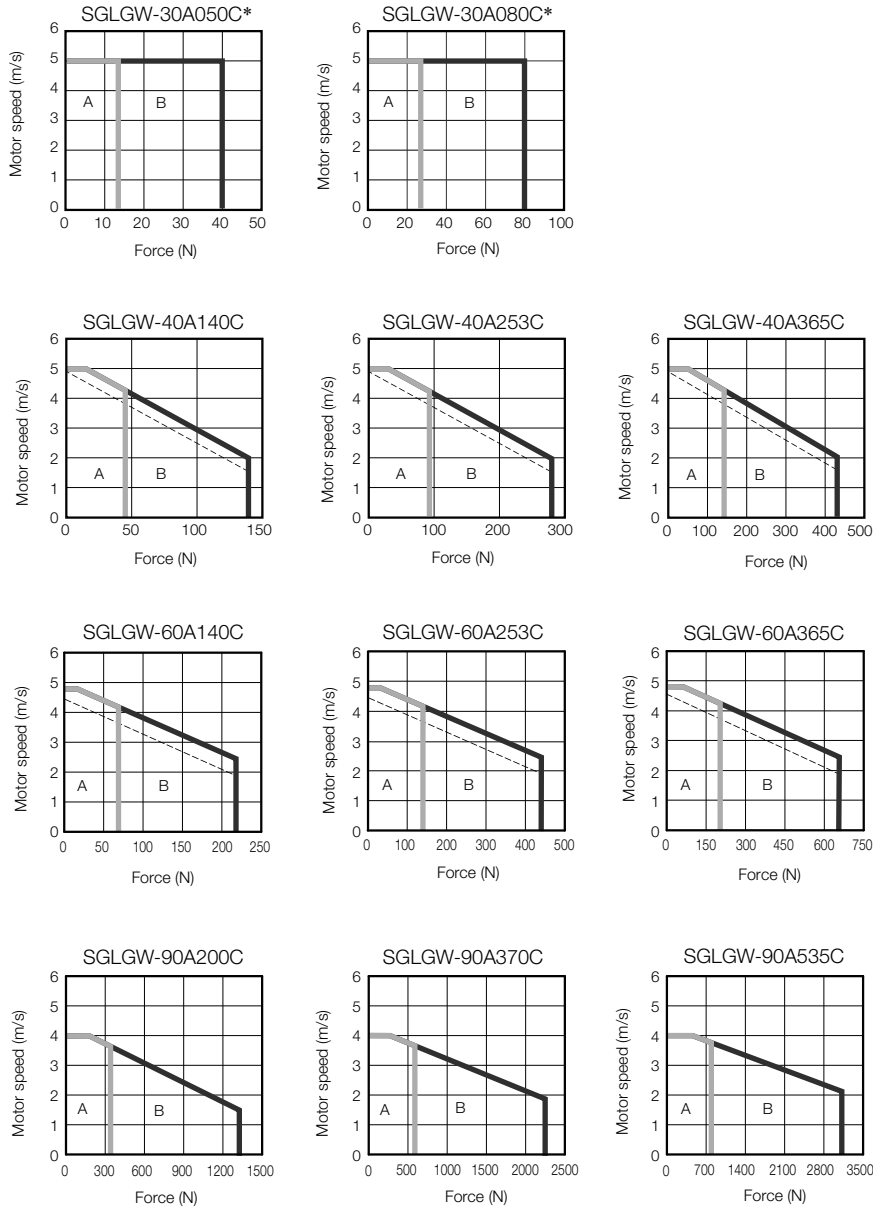 SGLGW-30A050C*
6
5
4
3
2
1
0
Motor speed (m/s)
A B
0 10 20 30 40 50
Force (N)
SGLGW-30A080C*
6
5
4
3
2
1
0
Motor speed (m/s)
A B
0 20 40 60 80 100
Force (N)
SGLGW-40A140C
6
5
4
3
2
1
0
Motor speed (m/s)
A B
0 50 100 150
Force (N)
SGLGW-40A253C
6
5
4
3
2
1
0
Motor speed (m/s)
A B
0 100 200 300
Force (N)
SGLGW-40A365C
6
5
4
3
2
1
0
Motor speed (m/s)
A B
0 100 200 300 400 500
Force (N)
SGLGW-60A140C
6
5
4
3
2
1
0
Motor speed (m/s)
A B
0 50 100 150 200 250
Force (N)
SGLGW-60A253C
6
5
4
3
2
1
0
Motor speed (m/s)
A B
0 100 200 300 400 500
Force (N)
SGLGW-60A365C
6
5
4
3
2
1
0
Motor speed (m/s)
A B
0 150 300 450 600 750
Force (N)
SGLGW-90A200C
6
5
4
3
2
1
0
Motor speed (m/s)
A B
0 300 600 900 1200 1500
Force (N)
SGLGW-90A370C
6
5
4
3
2
1
0
Motor speed (m/s)
A B
0 500 1000 1500 2000 2500
Force (N)
SGLGW-90A535C
6
5
4
3
2
1
0
Motor speed (m/s)
A B
0 700 1400 2100 2800 3500
Force (N)